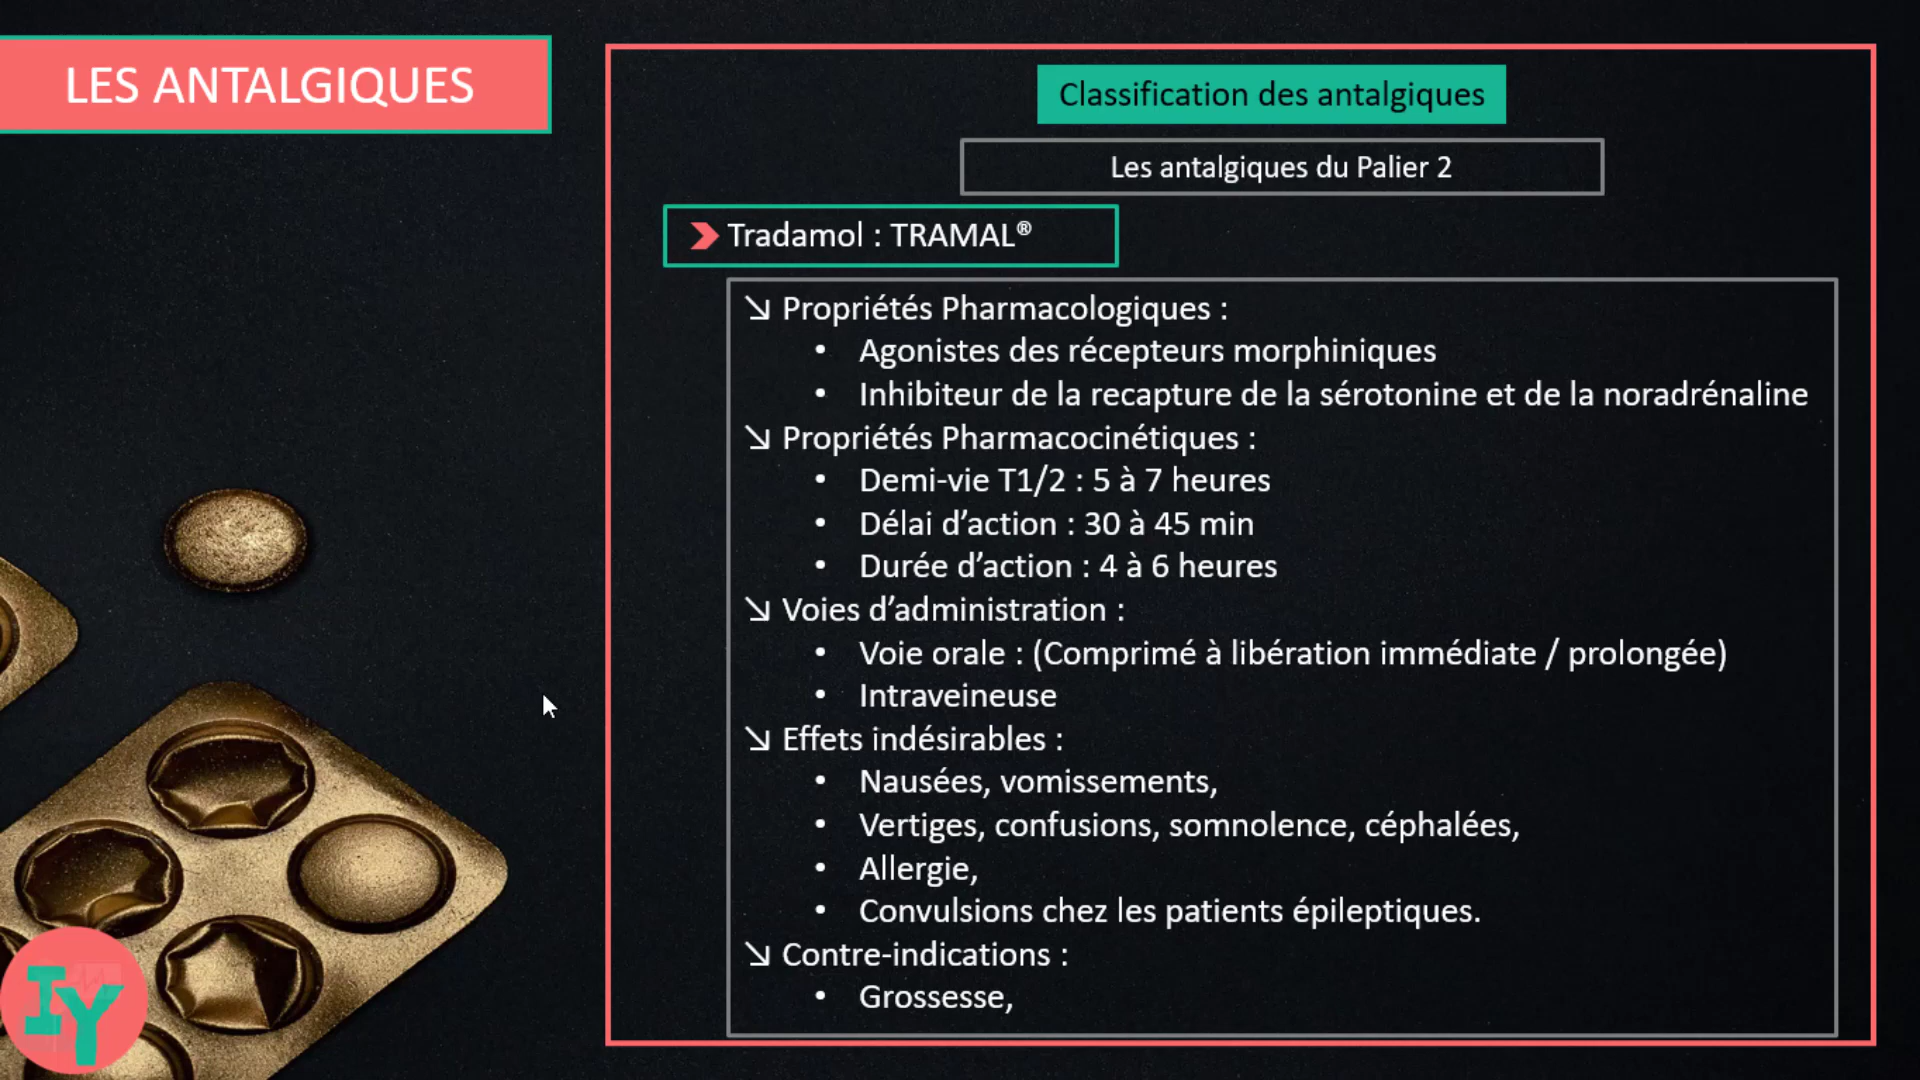 LES ANTALGIQUES
Classification des antalgiques
Les antalgiques du Palier 2
Tradamol : TRAMAL®
↘ Propriétés Pharmacologiques :
• Agonistes des récepteurs morphiniques
• Inhibiteur de la recapture de la sérotonine et de la noradrénaline
↘ Propriétés Pharmacocinétiques :
• Demi-vie T1/2 : 5 à 7 heures
• Délai d’action : 30 à 45 min
• Durée d’action : 4 à 6 heures
↘ Voies d’administration :
• Voie orale : (Comprimé à libération immédiate / prolongée)
• Intraveineuse
↘ Effets indésirables :
• Nausées, vomissements,
• Vertiges, confusions, somnolence, céphalées,
• Allergie,
• Convulsions chez les patients épileptiques.
↘ Contre-indications :
• Grossesse,
IY